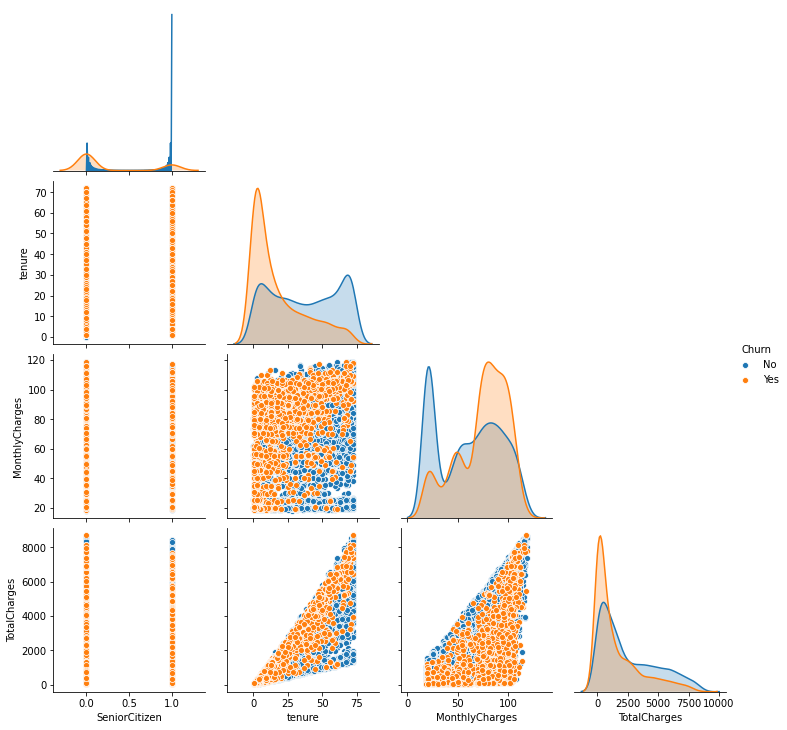 70
60
50
40
30
20
10
0
tenure
120
100
80
60
40
20
MonthlyCharges
8000
6000
4000
2000
0
TotalCharges
0.0 0.5 1.0
SeniorCitizen
0 25 50 75
tenure
0 50 100
MonthlyCharges
0 2500 5000 7500 10000
TotalCharges
Churn
No
Yes